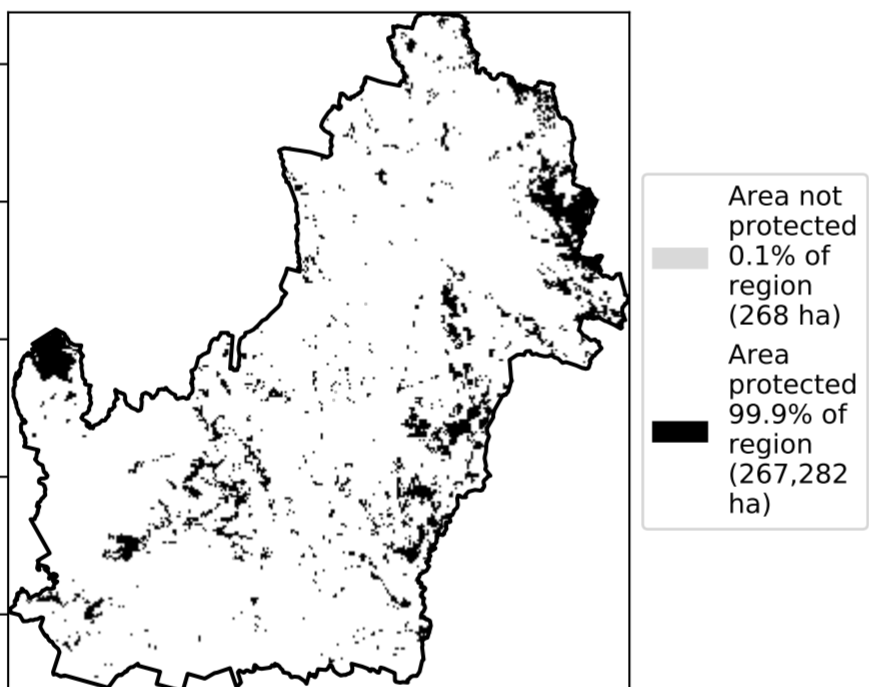 Area not
protected
0.1% of
region
(268 ha)
Area
protected
99.9% of
region
(267,282
ha)